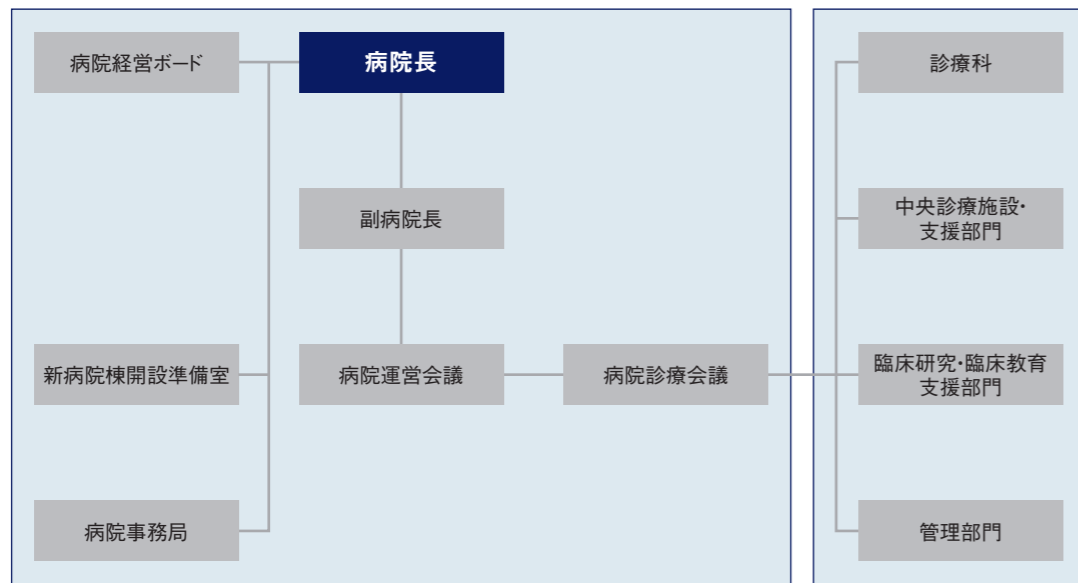 病院経営ボード
病院長
診療科
副病院長
中央診療施設・
支援部門
新病院棟開設準備室
病院運営会議
病院診療会議
臨床研究・臨床教育
支援部門
病院事務局
管理部門